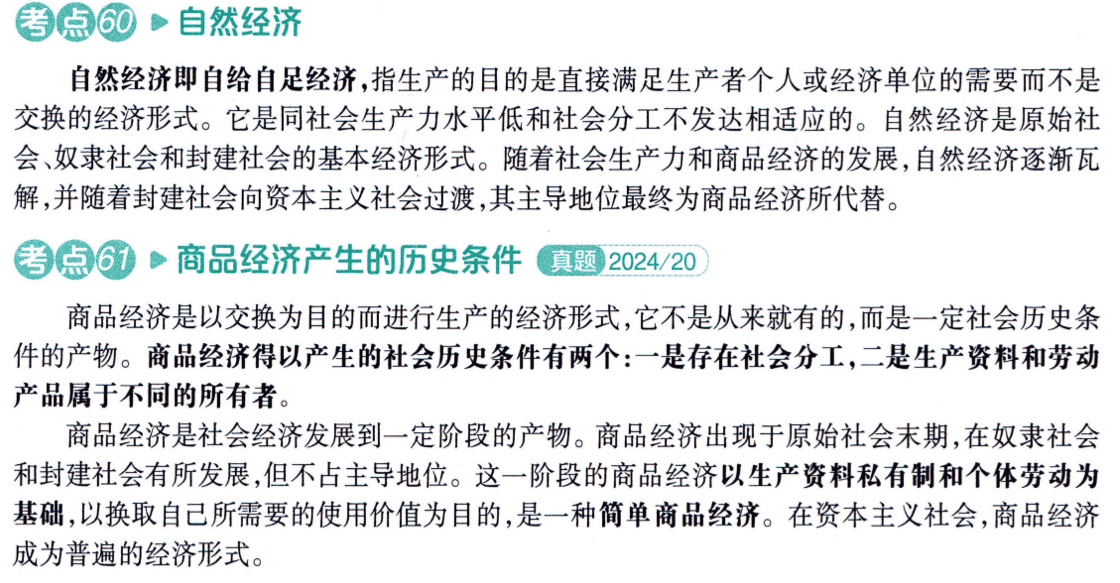 考点60 ▶ 自然经济
自然经济即自给自足经济,指生产的目的是直接满足生产者个人或经济单位的需要而不是
交换的经济形式。它是同社会生产力水平低和社会分工不发达相适应的。自然经济是原始社
会、奴隶社会和封建社会的基本经济形式。随着社会生产力和商品经济的发展,自然经济逐渐瓦
解,并随着封建社会向资本主义社会过渡,其主导地位最终为商品经济所代替。
考点61 ▶ 商品经济产生的历史条件 真题 2024/20
商品经济是以交换为目的而进行生产的经济形式,它不是从来就有的,而是一定社会历史条
件的产物。商品经济得以产生的社会历史条件有两个:一是存在社会分工,二是生产资料和劳动
产品属于不同的所有者。
商品经济是社会经济发展到一定阶段的产物。商品经济出现于原始社会末期,在奴隶社会
和封建社会有所发展,但不占主导地位。这一阶段的商品经济以生产资料私有制和个体劳动为
基础,以换取自己所需要的使用价值为目的,是一种简单商品经济。在资本主义社会,商品经济
成为普遍的经济形式。